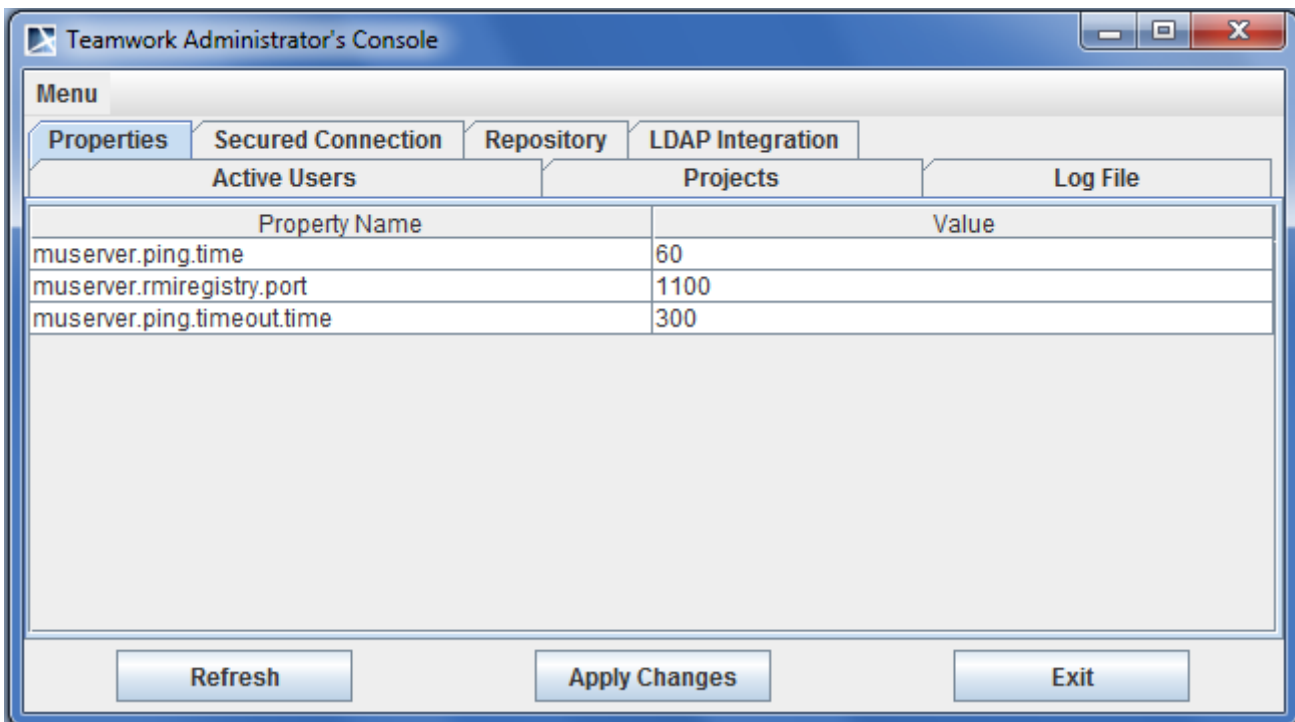 Teamwork Administrator's Console
Menu
Properties Secured Connection Repository LDAP Integration
Active Users Projects Log File
Property Name Value
muserver.ping.time 60
muserver.rmiregistry.port 1100
muserver.ping.timeout.time 300
Refresh Apply Changes Exit